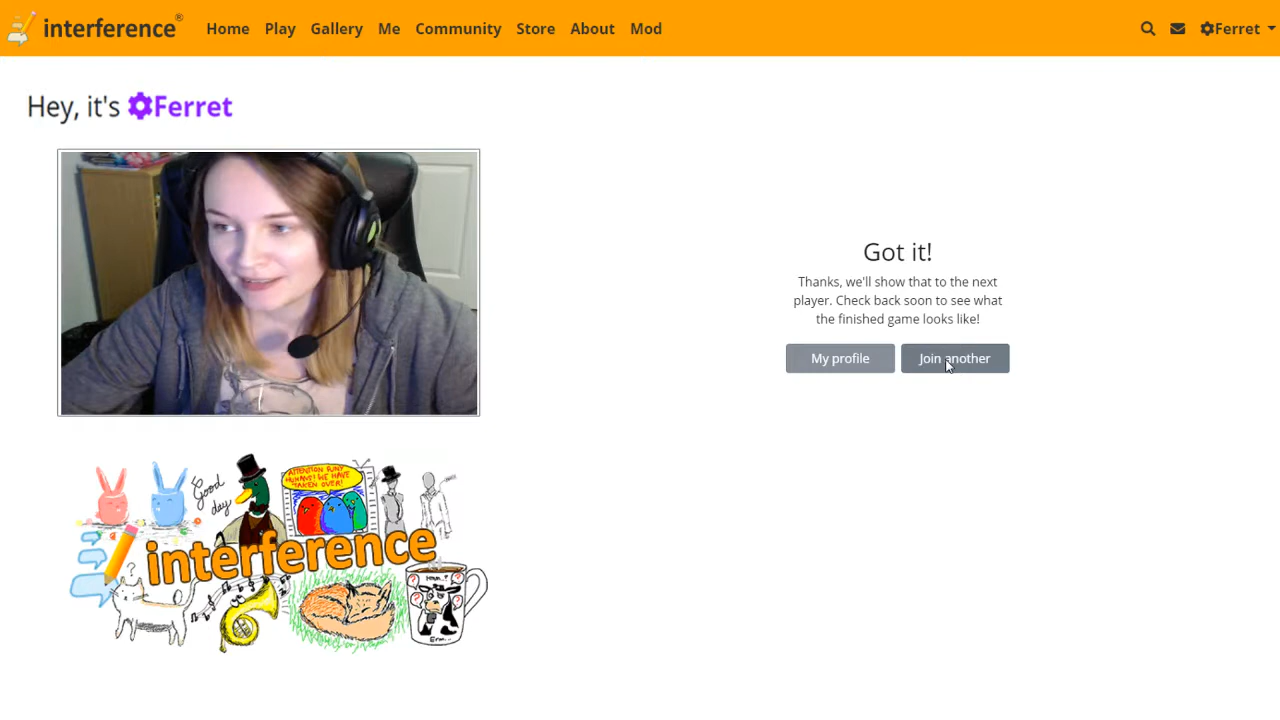 interference®
Home Play Gallery Me Community Store About Mod
Ferret
Hey, it's Ferret
Got it!
Thanks, we'll show that to the next
player. Check back soon to see what
the finished game looks like!
My profile Join another
Good
day
ATTENTION PUNY
HUMANS! WE HAVE
TAKEN OVER!
interference
?
Hmm..?
? ?
? ?
Erm...